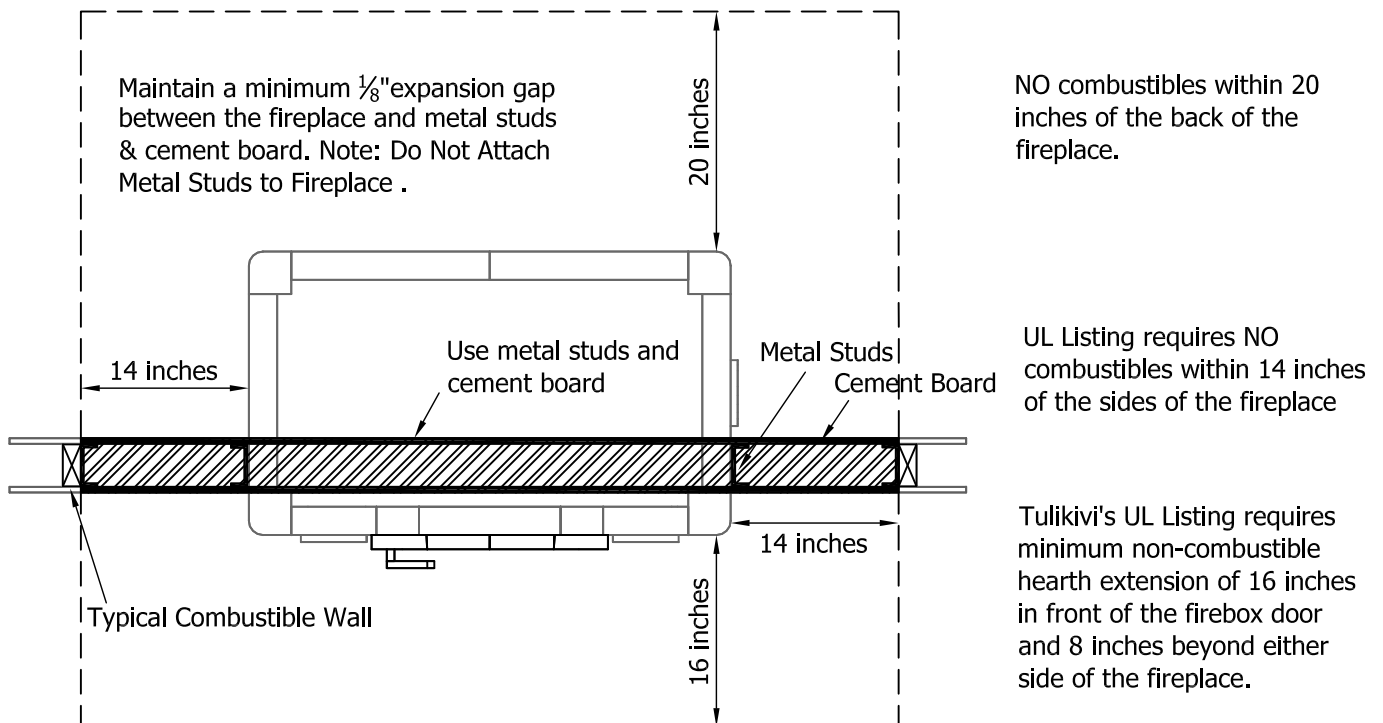 Maintain a minimum ⅛"expansion gap
between the fireplace and metal studs
& cement board. Note: Do Not Attach
Metal Studs to Fireplace .
20 inches
NO combustibles within 20
inches of the back of the
fireplace.
14 inches
Use metal studs and
cement board
Metal Studs
Cement Board
UL Listing requires NO
combustibles within 14 inches
of the sides of the fireplace
14 inches
16 inches
Typical Combustible Wall
Tulikivi's UL Listing requires
minimum non-combustible
hearth extension of 16 inches
in front of the firebox door
and 8 inches beyond either
side of the fireplace.